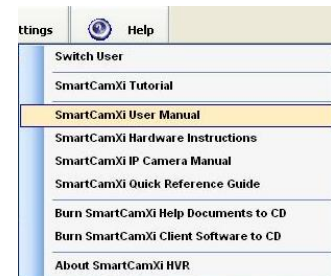 ttings Help
Switch User
SmartCamXi Tutorial
SmartCamXi User Manual
SmartCamXi Hardware Instructions
SmartCamXi IP Camera Manual
SmartCamXi Quick Reference Guide
Burn SmartCamXi Help Documents to CD
Burn SmartCamXi Client Software to CD
About SmartCamXi HVR